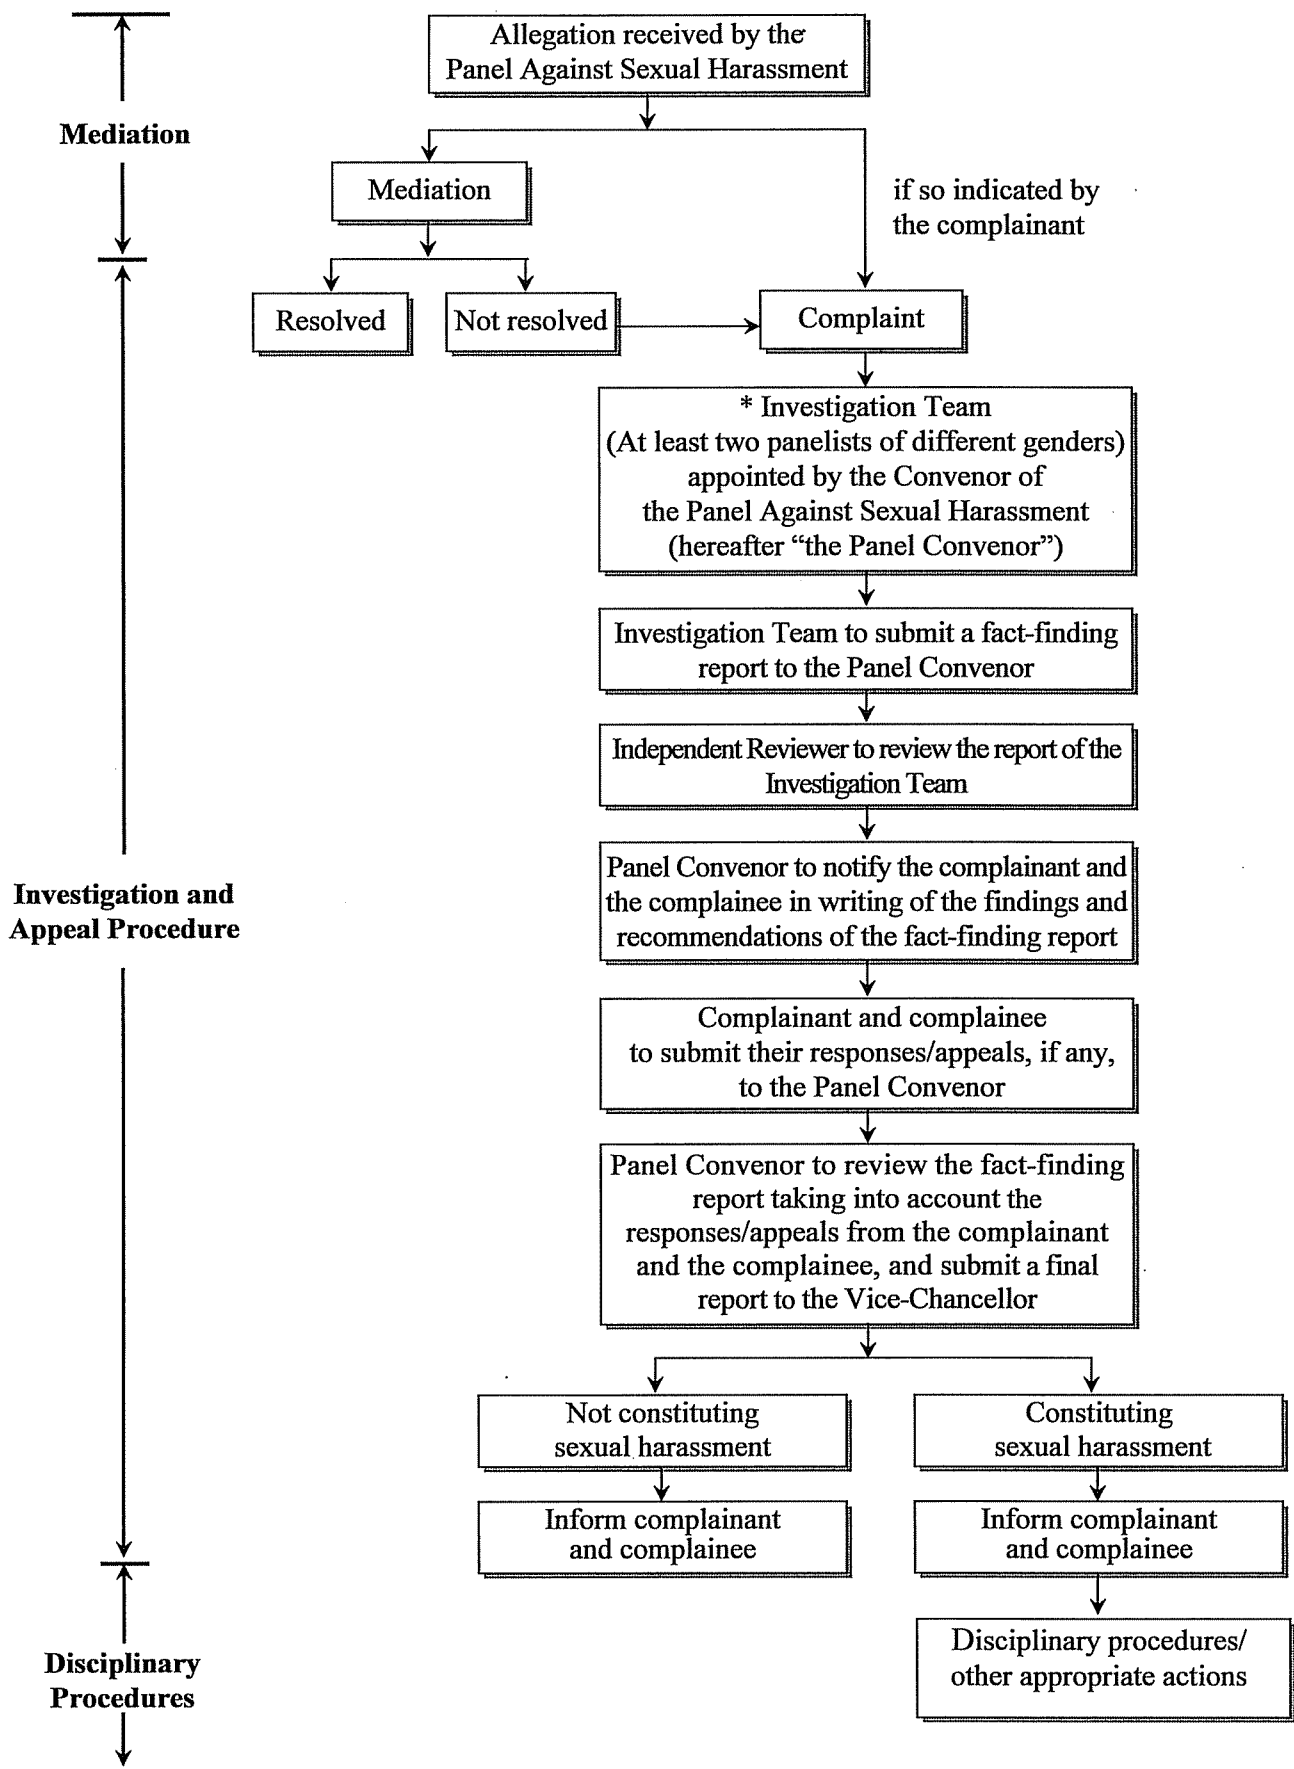 Allegation received by the
Panel Against Sexual Harassment
Mediation
Mediation
if so indicated by
the complainant
Resolved
Not resolved
Complaint
* Investigation Team
(At least two panelists of different genders)
appointed by the Convenor of
the Panel Against Sexual Harassment
(hereafter “the Panel Convenor”)
Investigation Team to submit a fact-finding
report to the Panel Convenor
Independent Reviewer to review the report of the
Investigation Team
Investigation and
Appeal Procedure
Panel Convenor to notify the complainant and
the complainee in writing of the findings and
recommendations of the fact-finding report
Complainant and complainee
to submit their responses/appeals, if any,
to the Panel Convenor
Panel Convenor to review the fact-finding
report taking into account the
responses/appeals from the complainant
and the complainee, and submit a final
report to the Vice-Chancellor
Not constituting
sexual harassment
Constituting
sexual harassment
Inform complainant
and complainee
Inform complainant
and complainee
Disciplinary
Procedures
Disciplinary procedures/
other appropriate actions